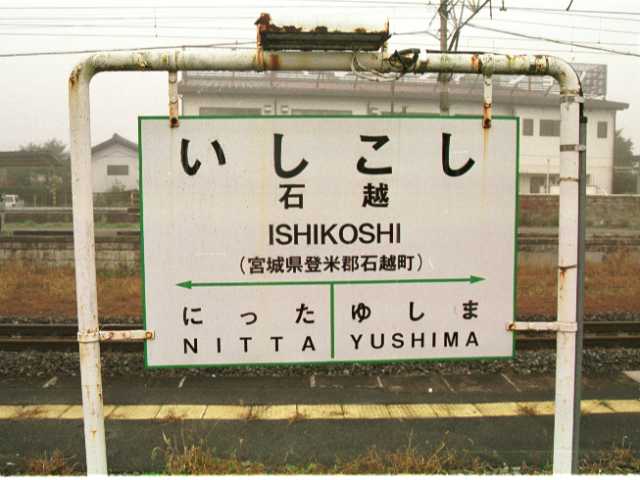 いしこし
石越
ISHIKOSHI
(宮城県登米郡石越町)
にった ゆしま
NITTA YUSHIMA